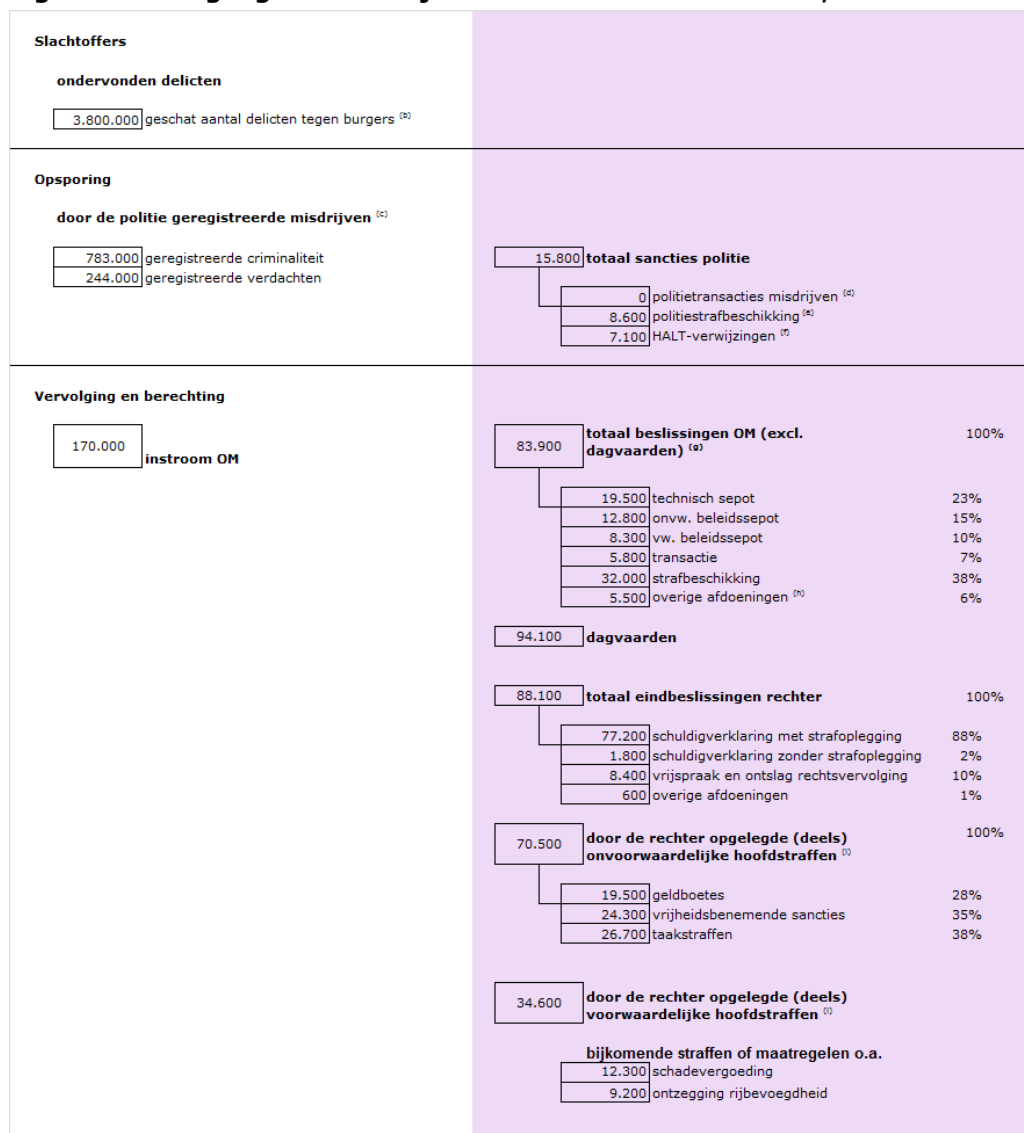 Slachtoffers
ondervonden delicten
3.800.000 geschat aantal delicten tegen burgers (b)
Opsporing
door de politie geregistreerde misdrijven (c)
783.000 geregistreerde criminaliteit
244.000 geregistreerde verdachten
15.800 totaal sancties politie
0 politietransacties misdrijven (d)
8.600 politiestrafbeschikking (e)
7.100 HALT-verwijzingen (f)
Vervolging en berechting
170.000 instroom OM
83.900 totaal beslissingen OM (excl. 100%
dagvaarden) (g)
19.500 technisch sepot 23%
12.800 onvw. beleidssepot 15%
8.300 vw. beleidssepot 10%
5.800 transactie 7%
32.000 strafbeschikking 38%
5.500 overige afdoeningen (h) 6%
94.100 dagvaarden
88.100 totaal eindbeslissingen rechter 100%
77.200 schuldigverklaring met strafoplegging 88%
1.800 schuldigverklaring zonder strafoplegging 2%
8.400 vrijspraak en ontslag rechtsvervolging 10%
600 overige afdoeningen 1%
70.500 door de rechter opgelegde (deels) 100%
onvoorwaardelijke hoofdstraffen (i)
19.500 geldboetes 28%
24.300 vrijheidsbenemende sancties 35%
26.700 taakstraffen 38%
34.600 door de rechter opgelegde (deels)
voorwaardelijke hoofdstraffen (i)
bijkomende straffen of maatregelen o.a.
12.300 schadevergoeding
9.200 ontzegging rijbevoegdheid